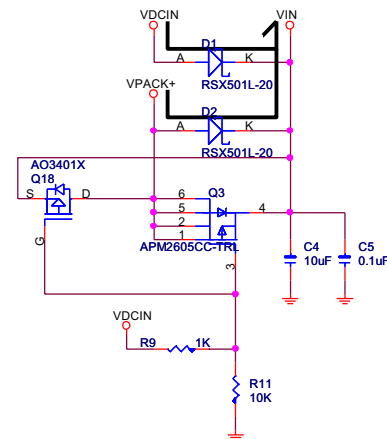 VDCIN VIN
D1
A K
RSX501L-20
VPACK+
D2
A K
RSX501L-20
AO3401X
Q18
S D
G
Q3
6
5
2
1
4
APM2605CC-TRL
3
C4
10uF
C5
0.1uF
VDCIN
R9 1K
R11
10K